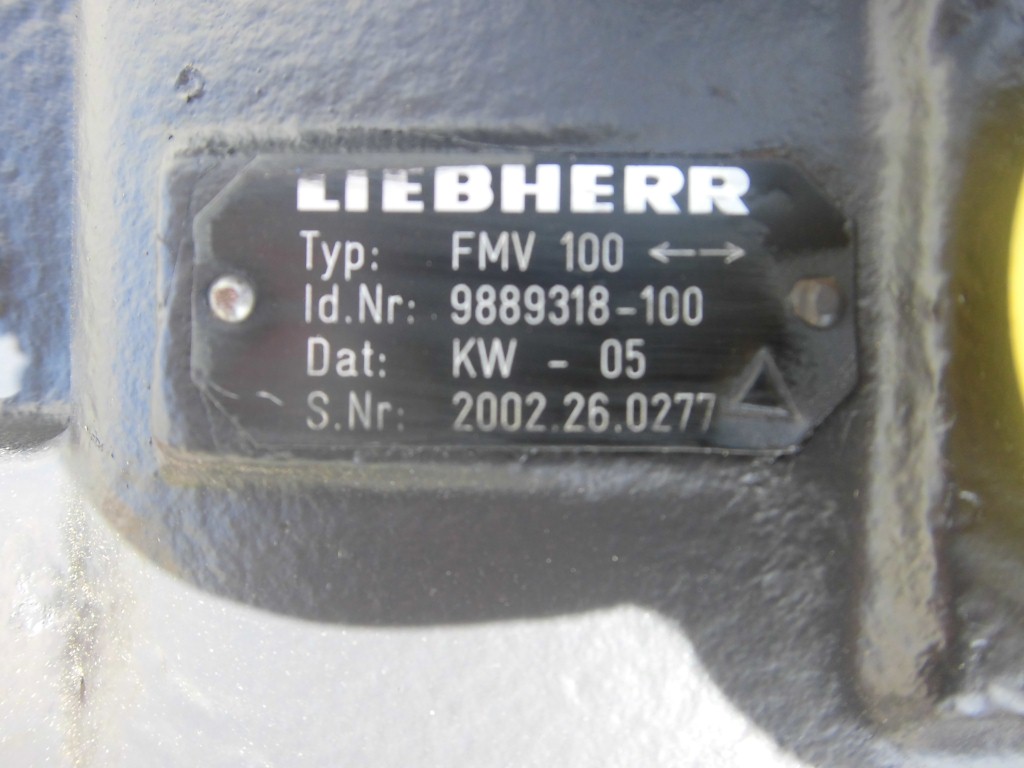 LIEBHERR
Typ: FMV 100 ⟷
Id.Nr: 9889318-100
Dat: KW - 05
S.Nr: 2002.26.0277